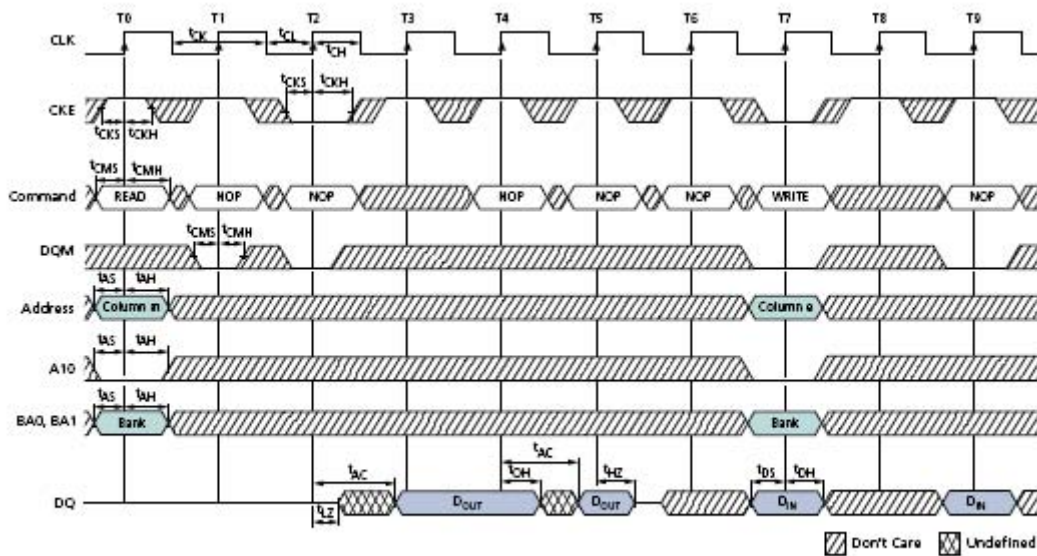 T0 T1 T2 T3 T4 T5 T6 T7 T8 T9
CLK
tCK tCL tCH
tCKS tCKH
CKE
tCKS tCKH
tCMS tCMH
Command READ NOP NOP NOP NOP NOP WRITE NOP
tCMS tCMH
DQM
tAS tAH
Address Column m Column e
tAS tAH
A10
tAS tAH
BA0, BA1 Bank Bank
tAC tAC tOH tHZ tDS tDH
DQ DOUT DOUT DIN DIN
tLZ
Don't Care Undefined